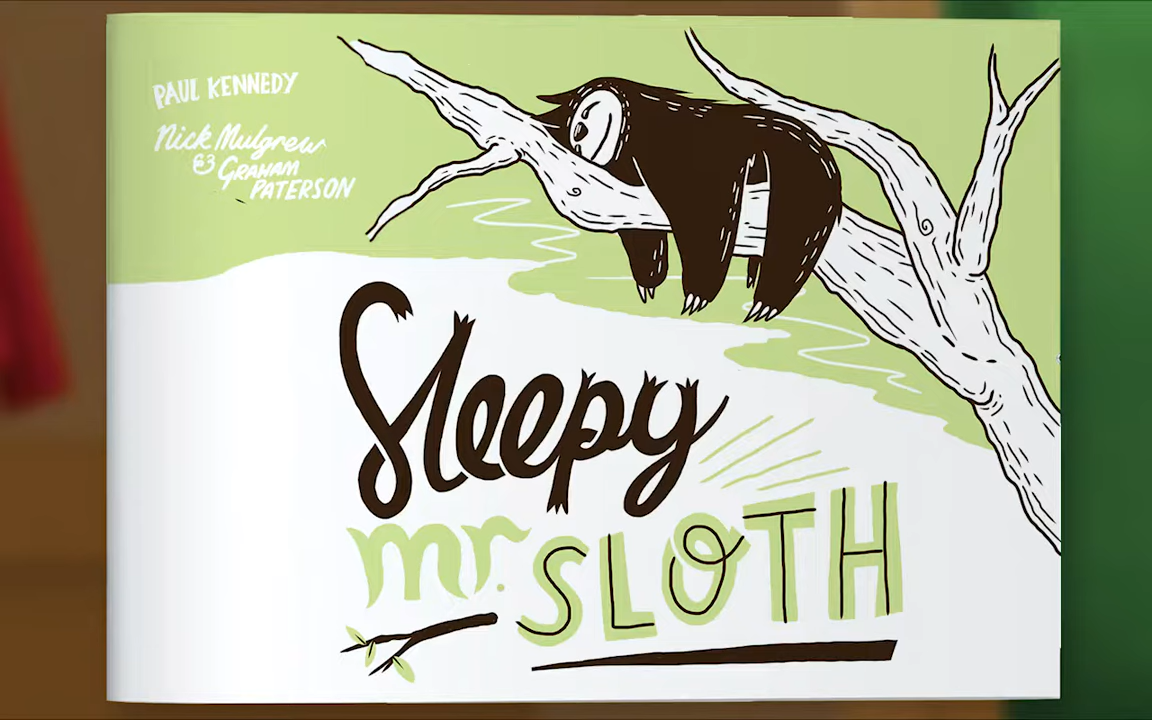 PAUL KENNEDY
Nick Mulgrew
& GRAHAM
PATERSON
Sleepy
mr. SLOTH